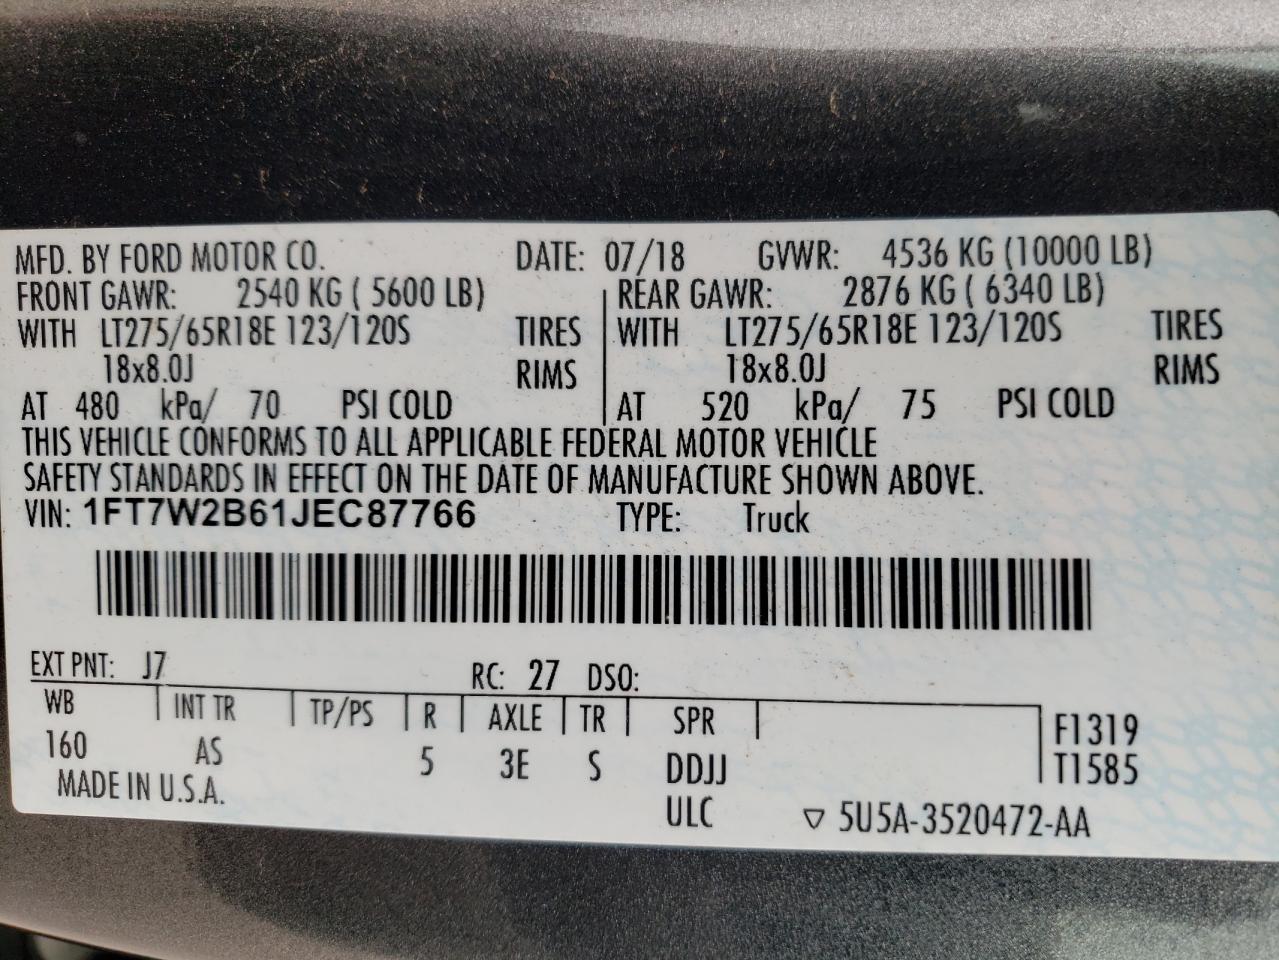 MFD. BY FORD MOTOR CO. DATE: 07/18 GVWR: 4536 KG (10000 LB)
FRONT GAWR: 2540 KG ( 5600 LB) REAR GAWR: 2876 KG ( 6340 LB)
WITH LT275/65R18E 123/120S TIRES WITH LT275/65R18E 123/120S TIRES
18x8.0J RIMS 18x8.0J RIMS
AT 480 kPa/ 70 PSI COLD AT 520 kPa/ 75 PSI COLD
THIS VEHICLE CONFORMS TO ALL APPLICABLE FEDERAL MOTOR VEHICLE
SAFETY STANDARDS IN EFFECT ON THE DATE OF MANUFACTURE SHOWN ABOVE.
VIN: 1FT7W2B61JEC87766 TYPE: Truck
EXT PNT: J7 RC: 27 DSO:
WB INT TR TP/PS R AXLE TR SPR F1319
160 AS 5 3E S DDJJ T1585
MADE IN U.S.A. ULC ▽ 5U5A-3520472-AA